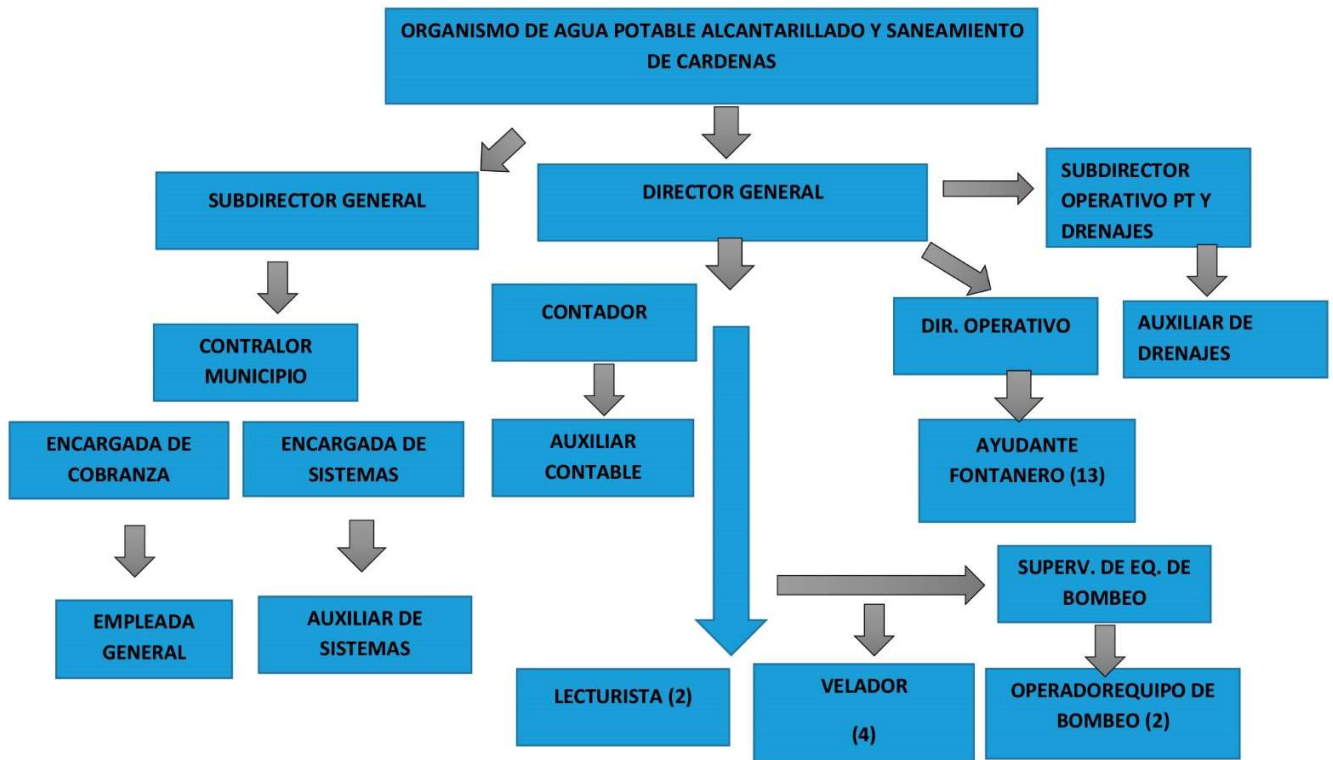 ORGANISMO DE AGUA POTABLE ALCANTARILLADO Y SANEAMIENTO
DE CARDENAS
SUBDIRECTOR GENERAL
DIRECTOR GENERAL
SUBDIRECTOR
OPERATIVO PT Y
DRENAJES
CONTRALOR
MUNICIPIO
CONTADOR
DIR. OPERATIVO
AUXILIAR DE
DRENAJES
ENCARGADA DE
COBRANZA
ENCARGADA DE
SISTEMAS
AUXILIAR
CONTABLE
AYUDANTE
FONTANERO (13)
EMPLEADA
GENERAL
AUXILIAR DE
SISTEMAS
SUPERV. DE EQ. DE
BOMBEO
LECTURISTA (2)
VELADOR
(4)
OPERADOREQUIPO DE
BOMBEO (2)